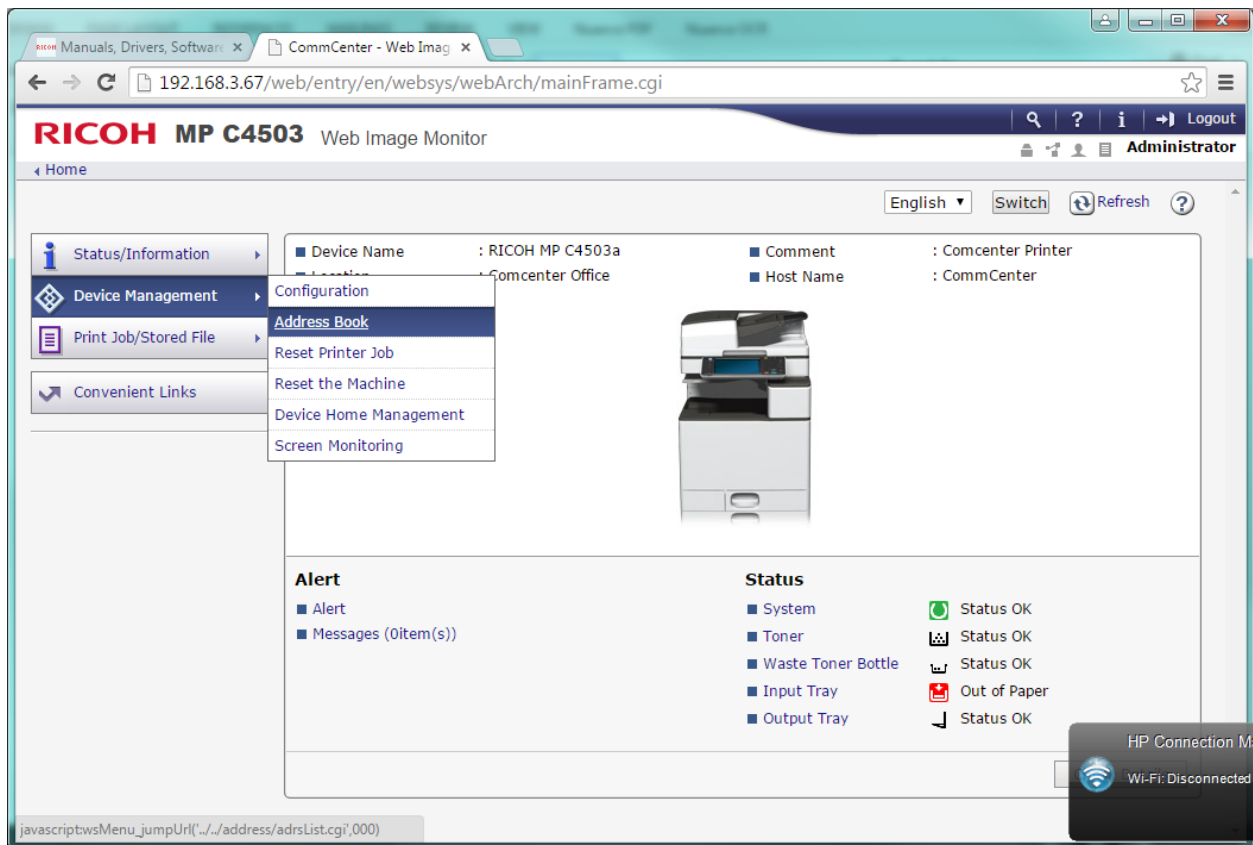 Manuals, Drivers, Software
CommCenter - Web Imag
192.168.3.67/web/entry/en/websys/webArch/mainFrame.cgi
RICOH MP C4503 Web Image Monitor
? i Logout
Administrator
Home
English Switch Refresh ?
Status/Information
Device Management
Print Job/Stored File
Convenient Links
Configuration
Address Book
Reset Printer Job
Reset the Machine
Device Home Management
Screen Monitoring
Device Name : RICOH MP C4503a
: Comcenter Office
Comment : Comcenter Printer
Host Name : CommCenter
Alert
Alert
Messages (0item(s))
Status
System Status OK
Toner Status OK
Waste Toner Bottle Status OK
Input Tray Out of Paper
Output Tray Status OK
HP Connection
Wi-Fi: Disconnected
javascript:wsMenu_jumpUrl('../../address/adrsList.cgi',000)